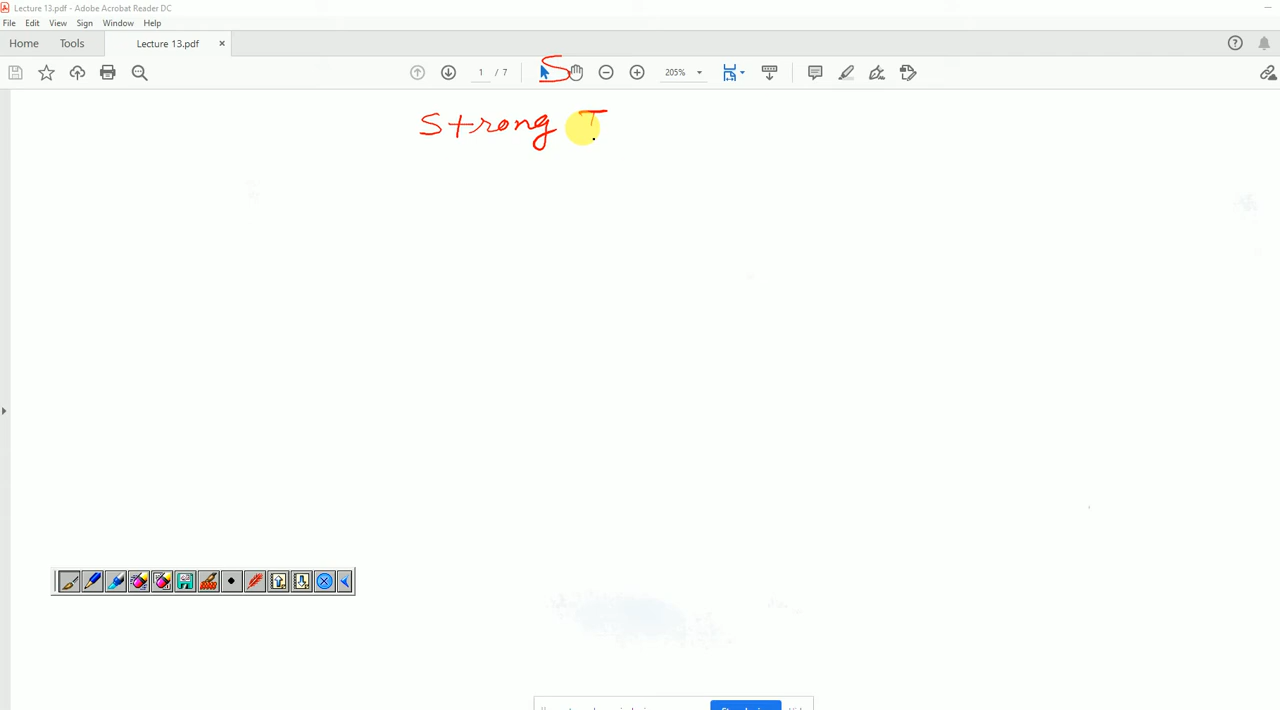 Lecture 13.pdf - Adobe Acrobat Reader DC
File Edit View Sign Window Help
Home Tools Lecture 13.pdf ×
1 / 7 205%
S
Strong T